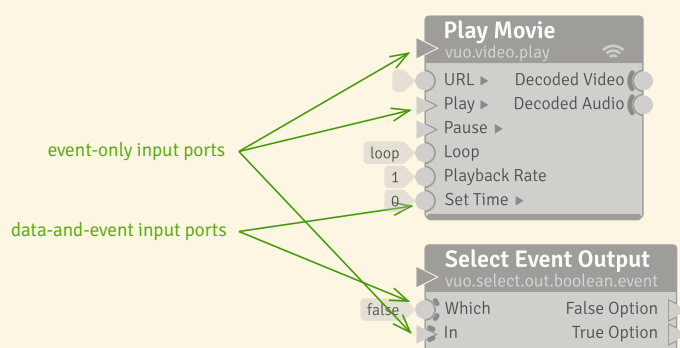 Play Movie
vuo.video.play
URL Decoded Video
Play Decoded Audio
Pause
event-only input ports
loop Loop
1 Playback Rate
0 Set Time
data-and-event input ports
Select Event Output
vuo.select.out.boolean.event
false Which False Option
In True Option